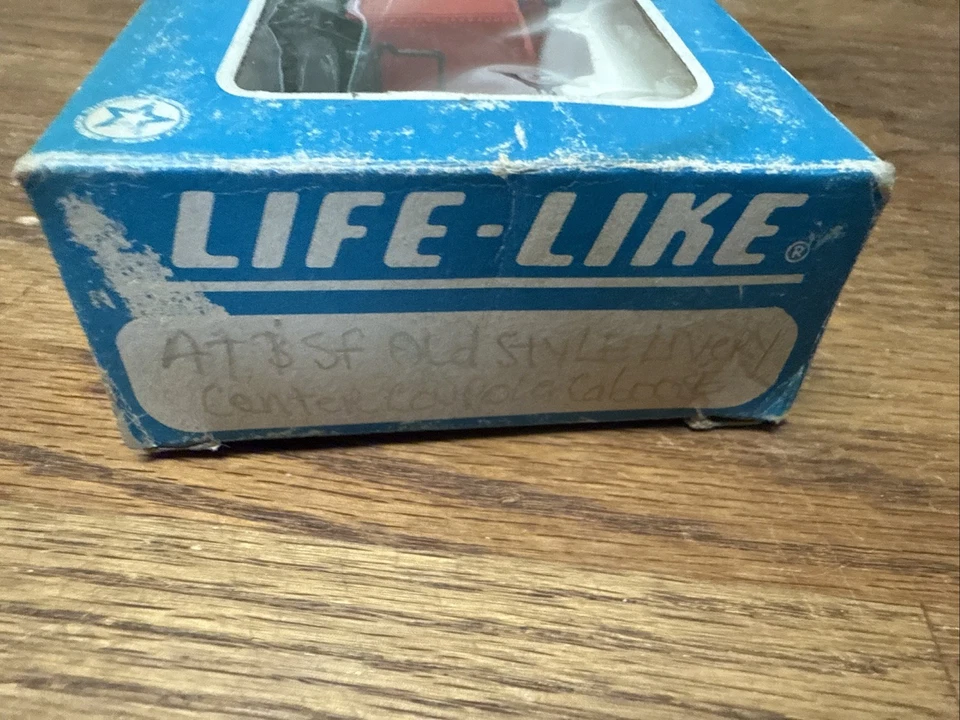 LIFE-LIKE®
AT&SF Old STYLE LIVERY
Center Cupola Caboose